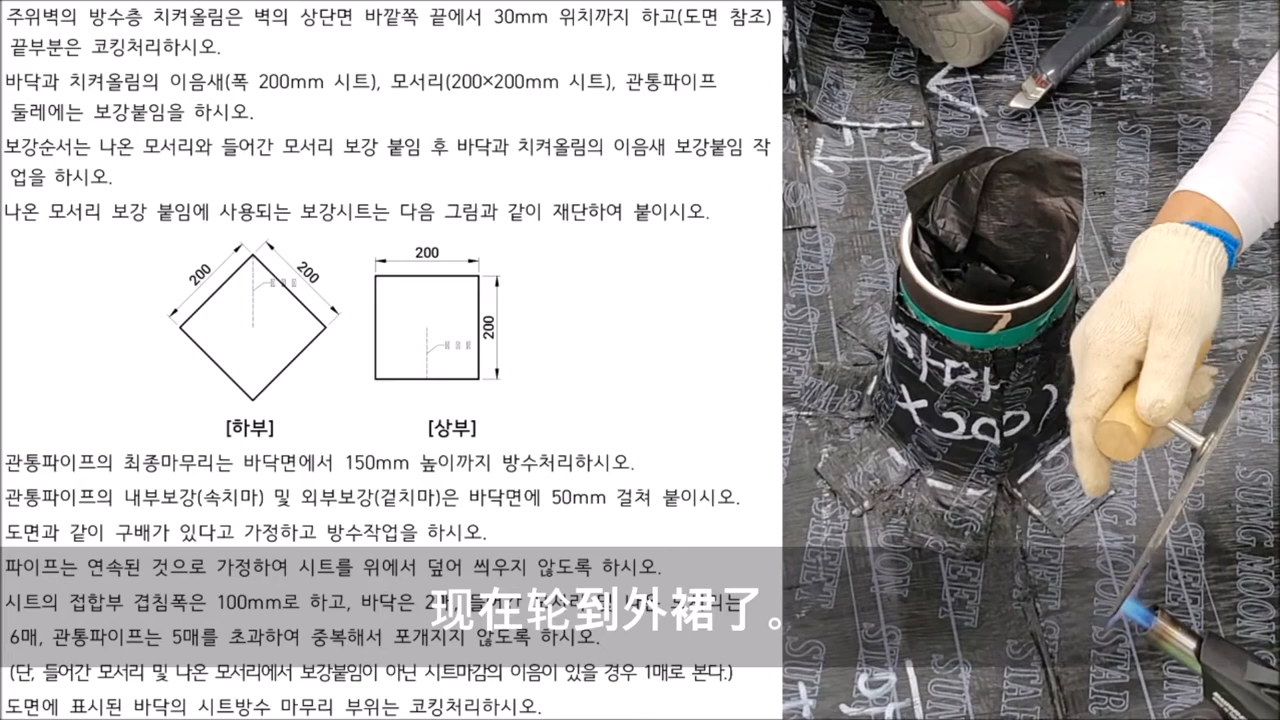 주위벽의 방수층 치켜올림은 벽의 상단면 바깥쪽 끝에서 30mm 위치까지 하고(도면 참조)
끝부분은 코킹처리하시오.
바닥과 치켜올림의 이음새(폭 200mm 시트), 모서리(200×200mm 시트), 관통파이프
둘레에는 보강붙임을 하시오.
보강순서는 나온 모서리와 들어간 모서리 보강 붙임 후 바닥과 치켜올림의 이음새 보강붙임 작
업을 하시오.
나온 모서리 보강 붙임에 사용되는 보강시트는 다음 그림과 같이 재단하여 붙이시오.
200 200
200
200
[하부] [상부]
관통파이프의 최종마무리는 바닥면에서 150mm 높이까지 방수처리하시오.
관통파이프의 내부보강(속치마) 및 외부보강(겉치마)은 바닥면에 50mm 걸쳐 붙이시오.
도면과 같이 구배가 있다고 가정하고 방수작업을 하시오.
파이프는 연속된 것으로 가정하여 시트를 위에서 덮어 씌우지 않도록 하시오.
시트의 접합부 겹침폭은 100mm로 하고, 바닥은
现在轮到外裙了。
6매, 관통파이프는 5매를 초과하여 중복해서 포개지지 않도록 하시오.
(단, 들어간 모서리 및 나온 모서리에서 보강붙임이 아닌 시트마감의 이음이 있을 경우 1매로 본다.)
도면에 표시된 바닥의 시트방수 마무리 부위는 코킹처리하시오.
치마
×200)
SUNG MOON
STAR SHEET